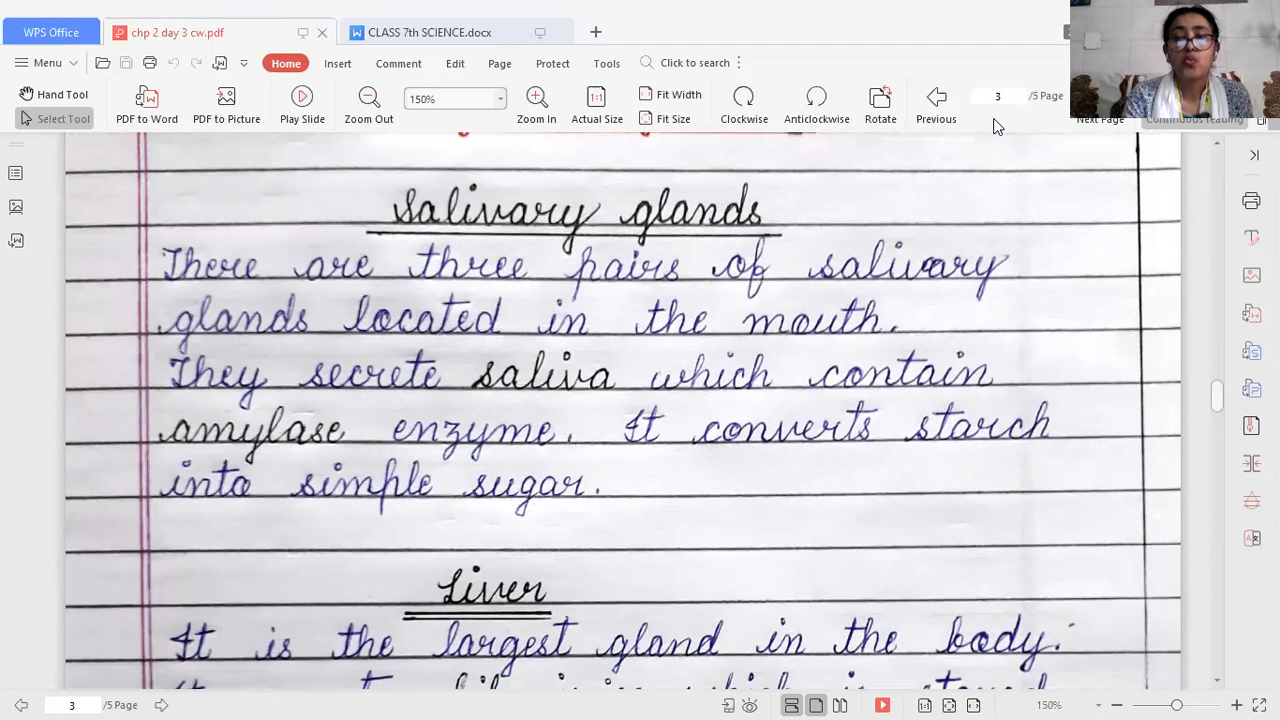 WPS Office
chp 2 day 3 cw.pdf
CLASS 7th SCIENCE.docx
Menu
Home
Insert
Comment
Edit
Page
Protect
Tools
Click to search
Hand Tool
Select Tool
PDF to Word
PDF to Picture
Play Slide
Zoom Out
150%
Zoom In
Actual Size
Fit Width
Fit Size
Clockwise
Anticlockwise
Rotate
Previous
3 /5 Page
Next Page
Continuous reading
Salivary glands
There are three pairs of salivary
glands located in the mouth.
They secrete saliva which contain
amylase enzyme. It converts starch
into simple sugar.
Liver
It is the largest gland in the body.
3 /5 Page
150%